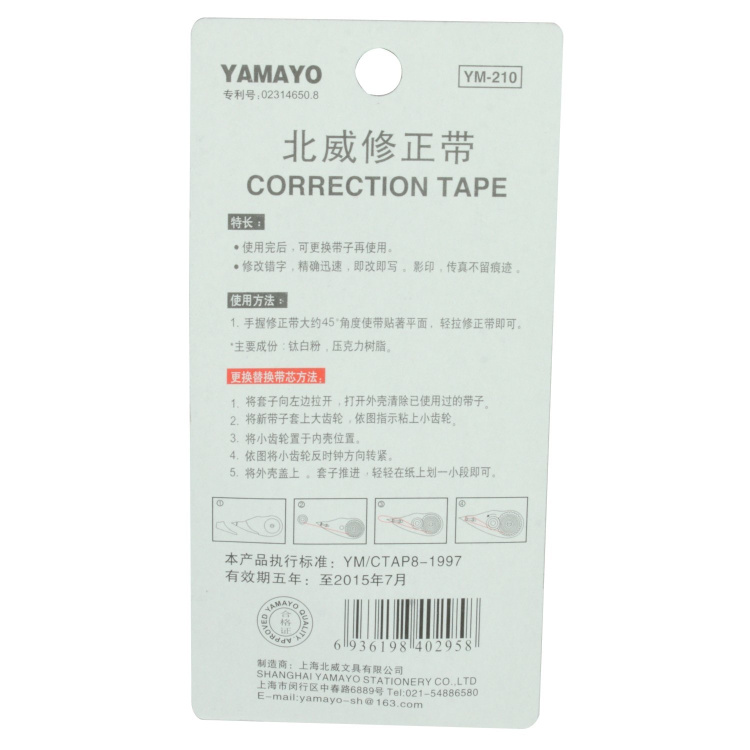 YAMAYO
YM-210
专利号:02314650.8
北威修正带
CORRECTION TAPE
特长:
• 使用完后，可更换带子再使用。
• 修改错字，精确迅速，即改即写。影印，传真不留痕迹。
使用方法:
1. 手握修正带大约45°角度使带贴著平面，轻拉修正带即可。
*主要成份：钛白粉，压克力树脂。
更换替换带芯方法:
1. 将套子向左边拉开，打开外壳清除已使用过的带子。
2. 将新带子套上大齿轮，依图指示粘上小齿轮。
3. 将小齿轮置于内壳位置。
4. 依图将小齿轮反时钟方向转紧。
5. 将外壳盖上。套子推进，轻轻在纸上划一小段即可。
① ② ③ ④
本产品执行标准：YM/CTAP8-1997
有效期五年：至2015年7月
APPROVED YAMAYO QUALITY
合格证
6 936198 402958
制造商：上海北威文具有限公司
SHANGHAI YAMAYO STATIONERY CO.,LTD
上海市闵行区中春路6889号 Tel:021-54886580
E-mail:yamayo-sh@163.com